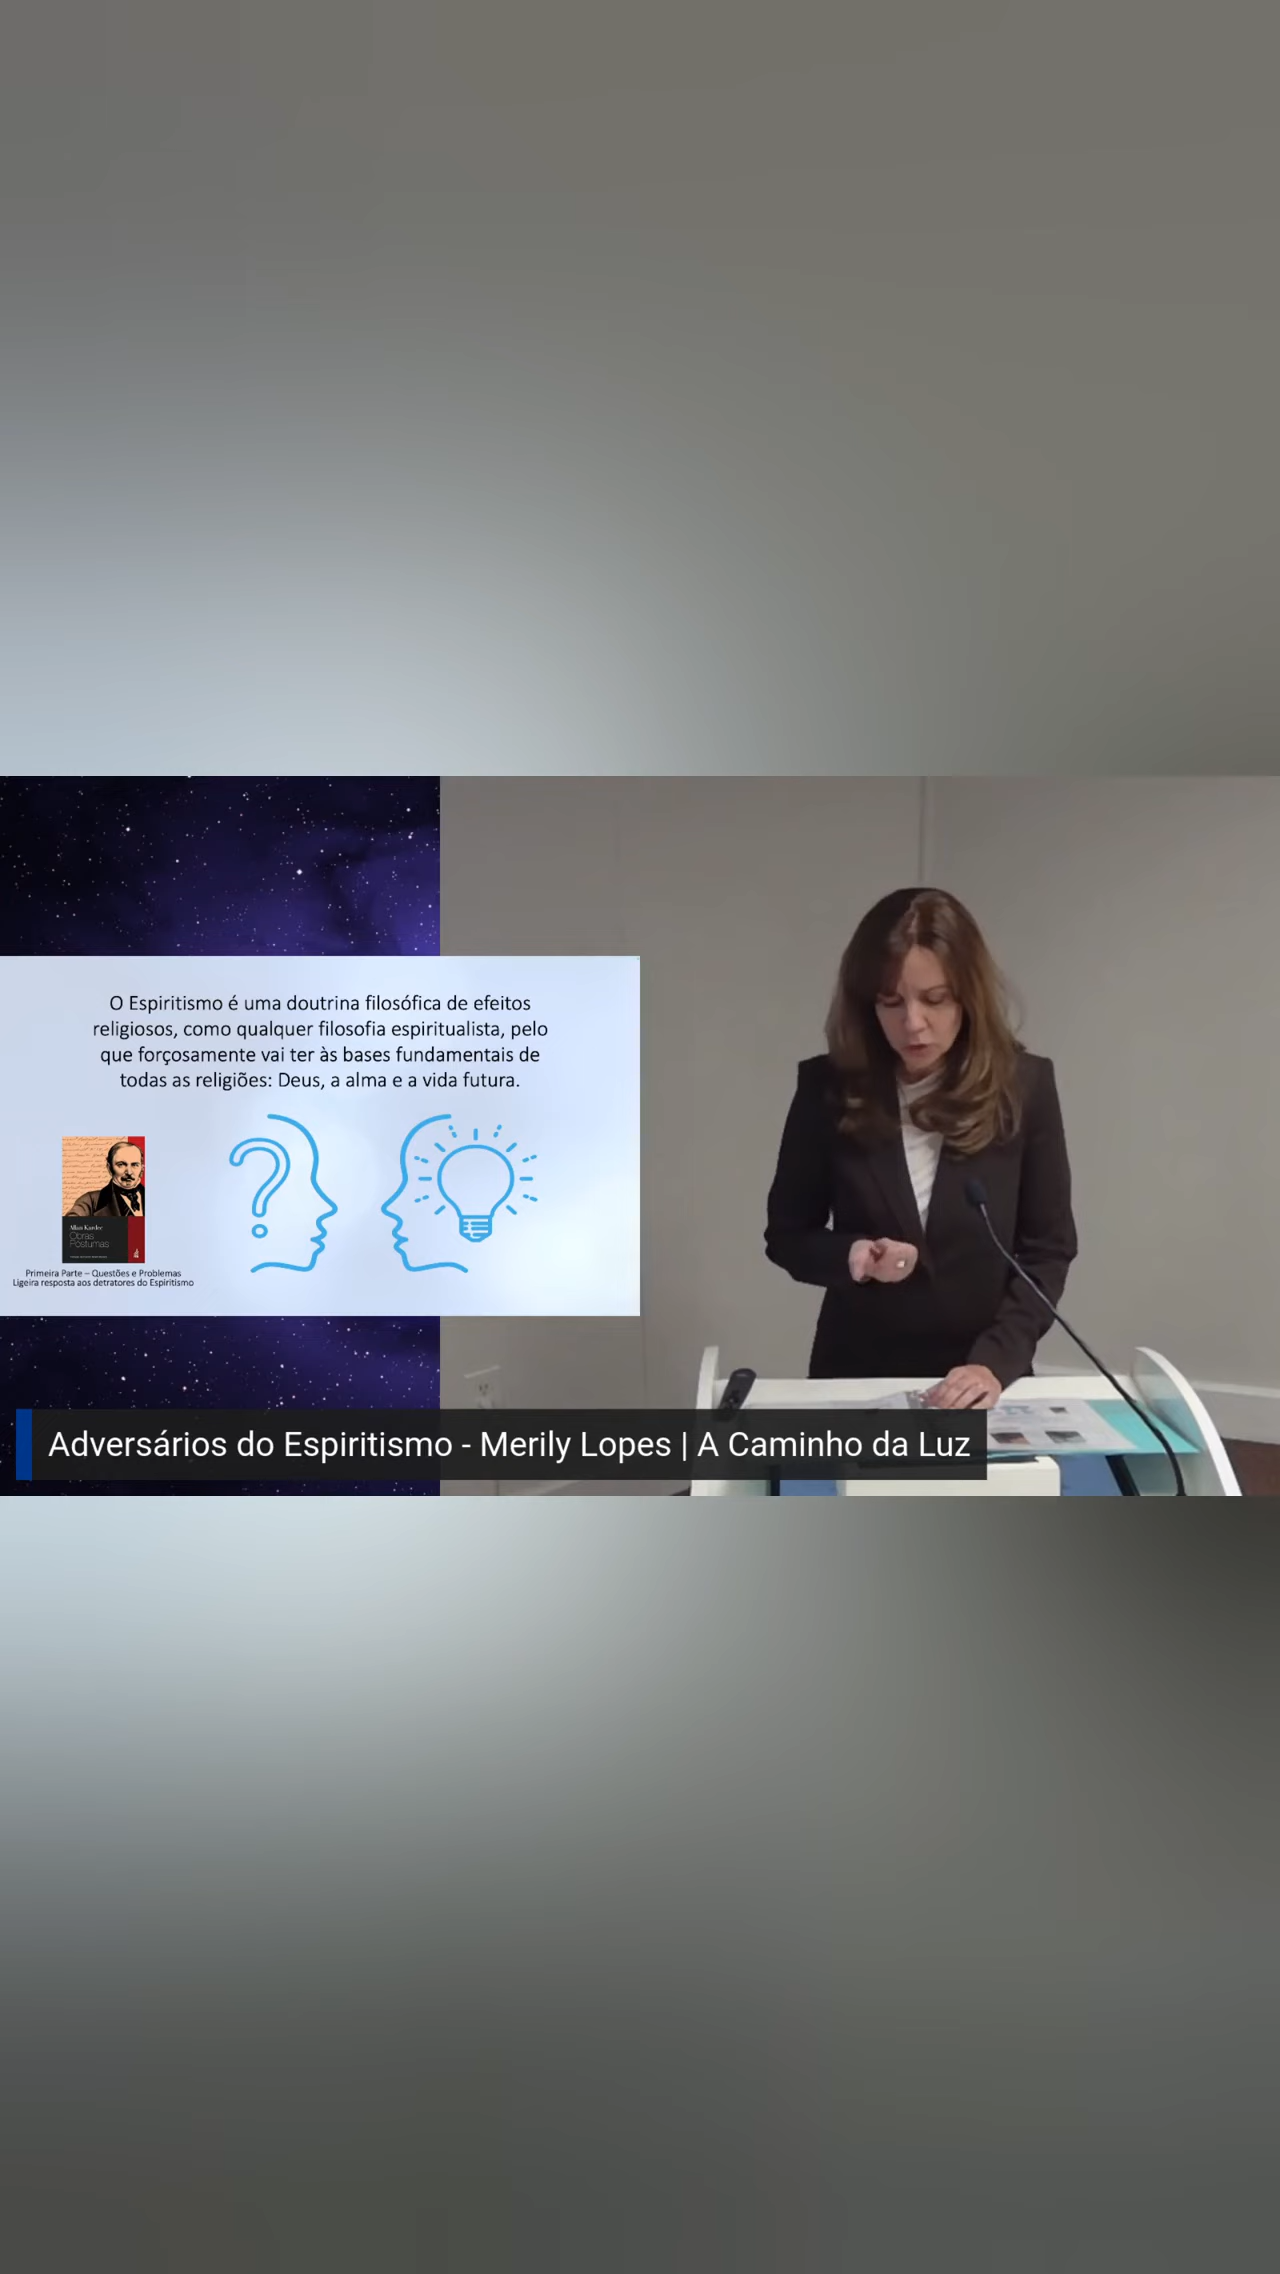 O Espiritismo é uma doutrina filosófica de efeitos
religiosos, como qualquer filosofia espiritualista, pelo
que forçosamente vai ter às bases fundamentais de
todas as religiões: Deus, a alma e a vida futura.
Allan Kardec
Obras
Póstumas
Primeira Parte – Questões e Problemas
Ligeira resposta aos detratores do Espiritismo
Adversários do Espiritismo - Merily Lopes | A Caminho da Luz